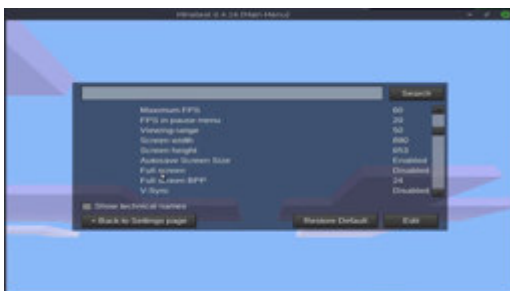 Minetest 0.4.14 [Main Menu]
Search
Maximum FPS 60
FPS in pause menu 20
Viewing range 50
Screen width
Screen height
Autosave Screen Size Enabled
Full screen Disabled
Full screen BPP 24
V-Sync Disabled
Show technical names
< Back to Settings page Restore Default Edit